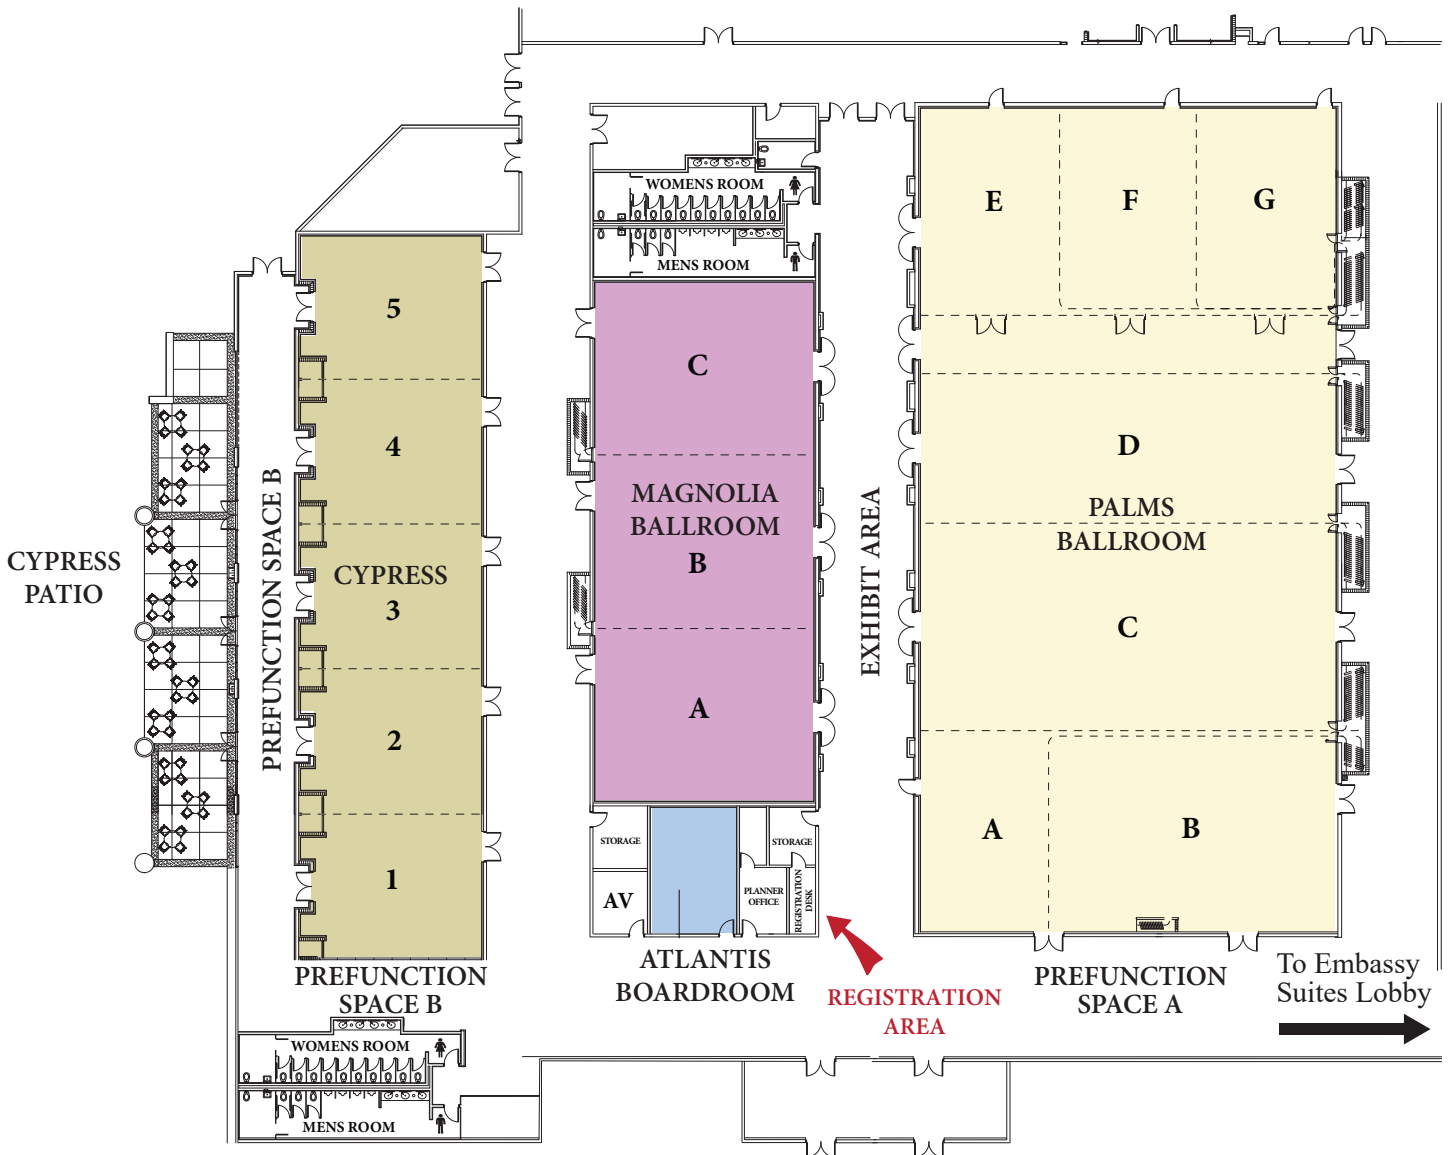 WOMENS ROOM
MENS ROOM
E
F
G
5
4
CYPRESS
3
2
1
C
MAGNOLIA
BALLROOM
B
A
D
PALMS
BALLROOM
C
A
B
CYPRESS
PATIO
PREFUNCTION SPACE B
EXHIBIT AREA
STORAGE
AV
PLANNER
OFFICE
STORAGE
REGISTRATION
DESK
PREFUNCTION
SPACE B
ATLANTIS
BOARDROOM
REGISTRATION
AREA
PREFUNCTION
SPACE A
To Embassy
Suites Lobby
WOMENS ROOM
MENS ROOM